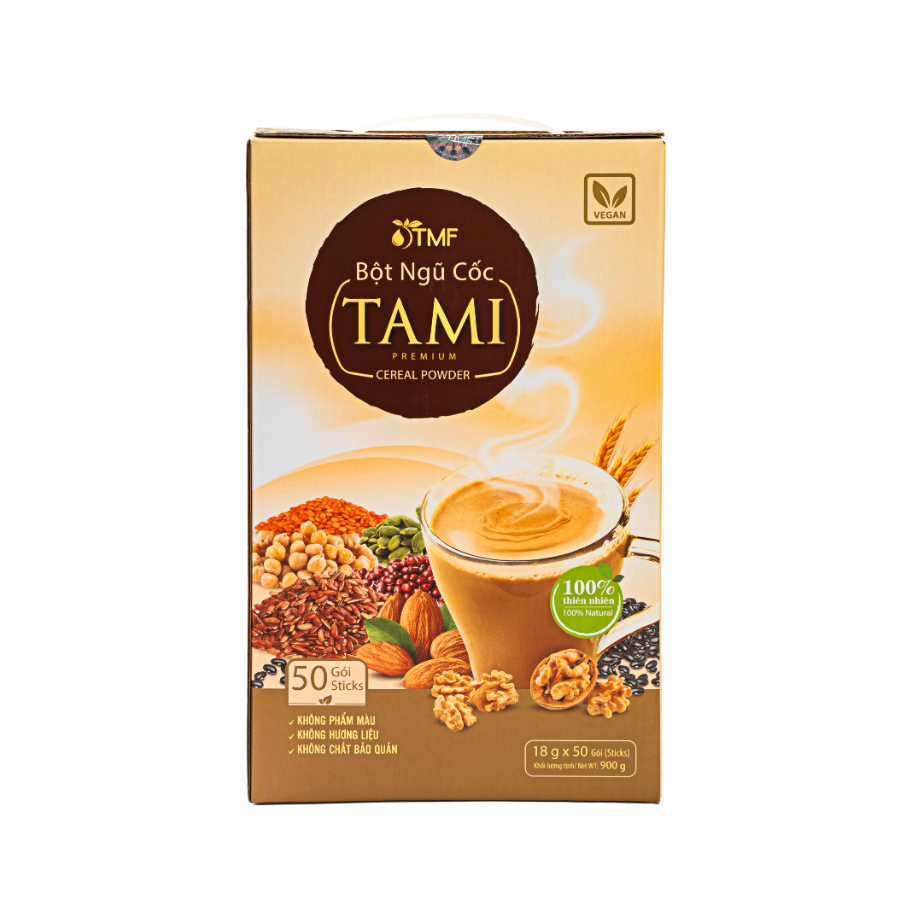 TMF
Bột Ngũ Cốc
TAMI
PREMIUM
CEREAL POWDER
VEGAN
100%
thiên nhiên
100% Natural
50 Gói
Sticks
KHÔNG PHẨM MÀU
KHÔNG HƯƠNG LIỆU
KHÔNG CHẤT BẢO QUẢN
18 g x 50 Gói (Sticks)
Khối lượng tịnh/ Net WT: 900 g